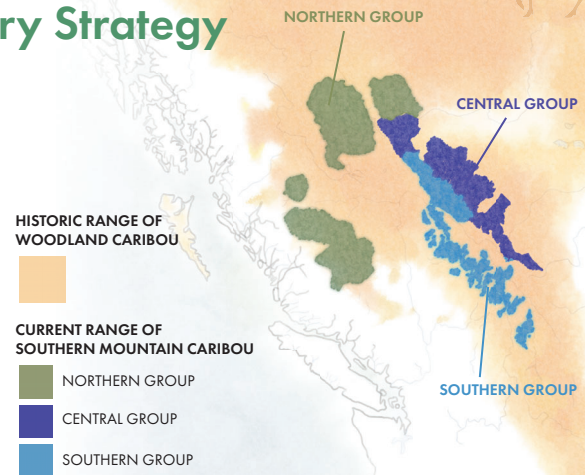 ry Strategy
NORTHERN GROUP
CENTRAL GROUP
HISTORIC RANGE OF
WOODLAND CARIBOU
CURRENT RANGE OF
SOUTHERN MOUNTAIN CARIBOU
NORTHERN GROUP
SOUTHERN GROUP
CENTRAL GROUP
SOUTHERN GROUP